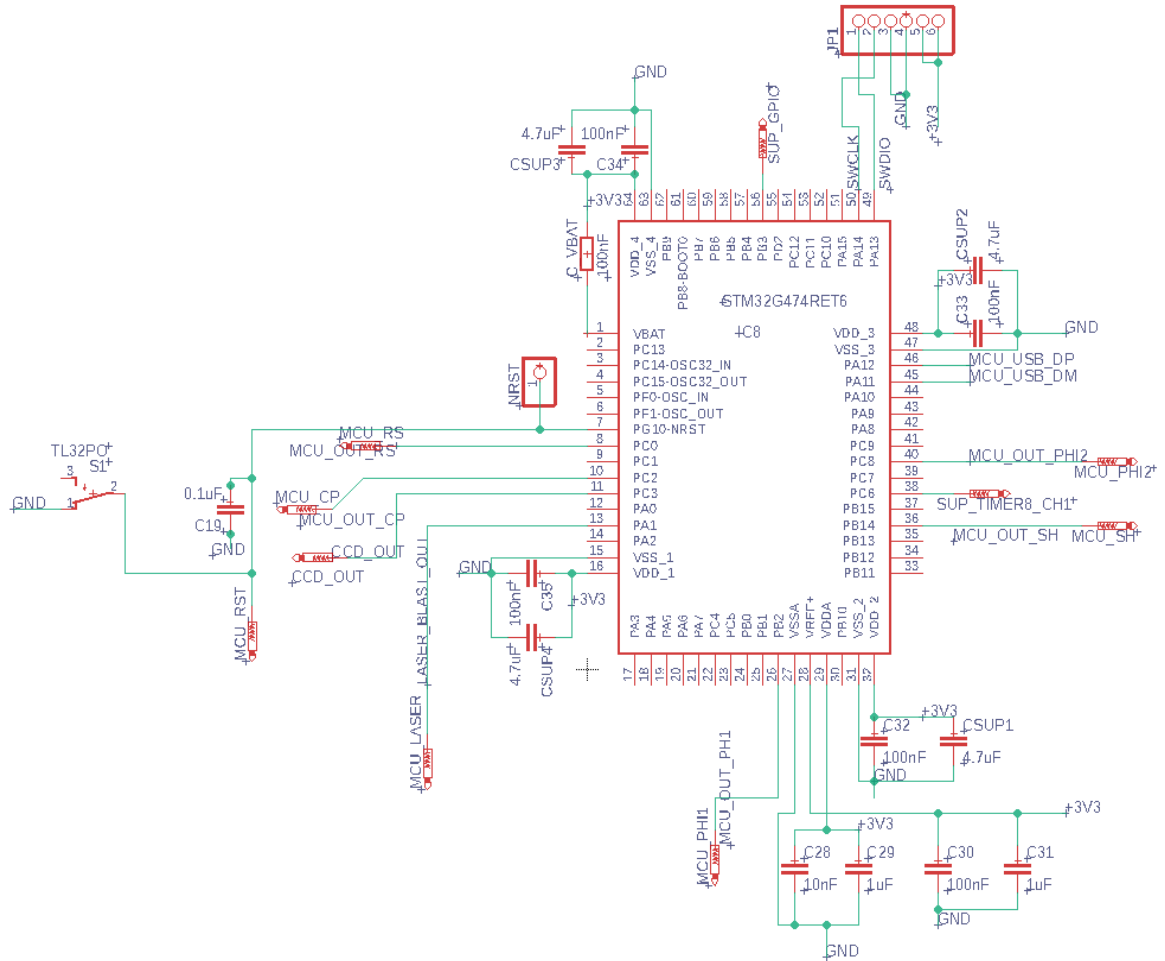 JP1
1 2 3 4 5 6
GND
+3V3
SWCLK
SWDIO
SUP_GPIO
GND
4.7uF
100nF
CSUP3
C34
+3V3
C_VBAT
100nF
64 63 62 61 60 59 58 57 56 55 54 53 52 51 50 49
VDD_4
VSS_4
PB9
PB8-BOOT0
PB7
PB6
PB5
PB4
PB3
PD2
PC12
PC11
PC10
PA15
PA14
PA13
STM32G474RET6
IC8
CSUP2
4.7uF
+3V3
C33
100nF
GND
1 VBAT
2 PC13
3 PC14-OSC32_IN
4 PC15-OSC32_OUT
5 PF0-OSC_IN
6 PF1-OSC_OUT
7 PG10-NRST
8 PC0
9 PC1
10 PC2
11 PC3
12 PA0
13 PA1
14 PA2
15 VSS_1
16 VDD_1
VDD_3 48
VSS_3 47
PA12 46
PA11 45
PA10 44
PA9 43
PA8 42
PC9 41
PC8 40
PC7 39
PC6 38
PB15 37
PB14 36
PB13 35
PB12 34
PB11 33
MCU_USB_DP
MCU_USB_DM
MCU_OUT_PHI2
MCU_PHI2
SUP_TIMER8_CH1
MCU_OUT_SH
MCU_SH
NRST
1
MCU_RS
MCU_OUT_RS
TL32PO
S1
3
1
2
GND
0.1uF
C19
GND
MCU_CP
MCU_OUT_CP
CCD_OUT
CCD_OUT
MCU_RST
LASER_BLAST_OUT
MCU_LASER
GND
100nF
C35
+3V3
4.7uF
CSUP4
PA3
PA4
PA5
PA6
PA7
PC4
PC5
PB0
PB1
PB2
VSSA
VREF+
VDDA
PB10
VSS_2
VDD_2
17 18 19 20 21 22 23 24 25 26 27 28 29 30 31 32
+3V3
C32
100nF
CSUP1
4.7uF
GND
MCU_OUT_PH1
MCU_PHI1
+3V3
C28
10nF
C29
1uF
GND
+3V3
C30
100nF
C31
1uF
GND